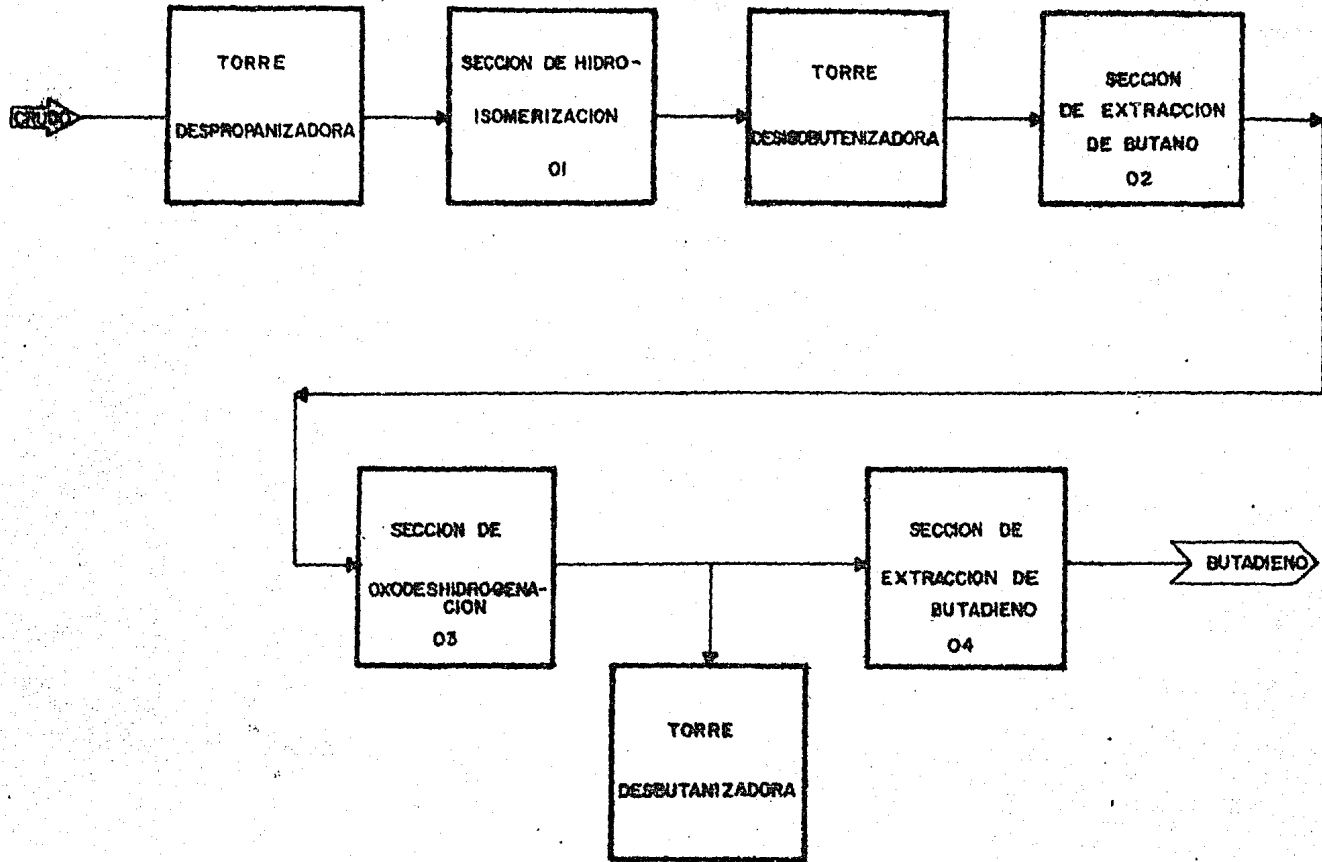 CRUDO
TORRE
DESPROPANIZADORA
SECCION DE HIDRO-
ISOMERIZACION
01
TORRE
DESISOBUTENIZADORA
SECCION
DE EXTRACCION
DE BUTANO
02
SECCION DE
OXODESHIDROGENA-
CION
03
SECCION DE
EXTRACCION DE
BUTADIENO
04
BUTADIENO
TORRE
DESBUTANIZADORA